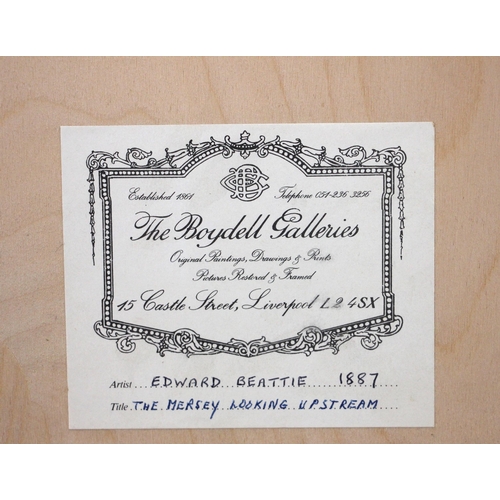 Established 1861 Telephone 051-236 3256
The Boydell Galleries
Original Paintings, Drawings & Prints
Pictures Restored & Framed
15 Castle Street, Liverpool L2 4SX
Artist EDWARD BEATTIE 1887
Title THE MERSEY LOOKING UPSTREAM